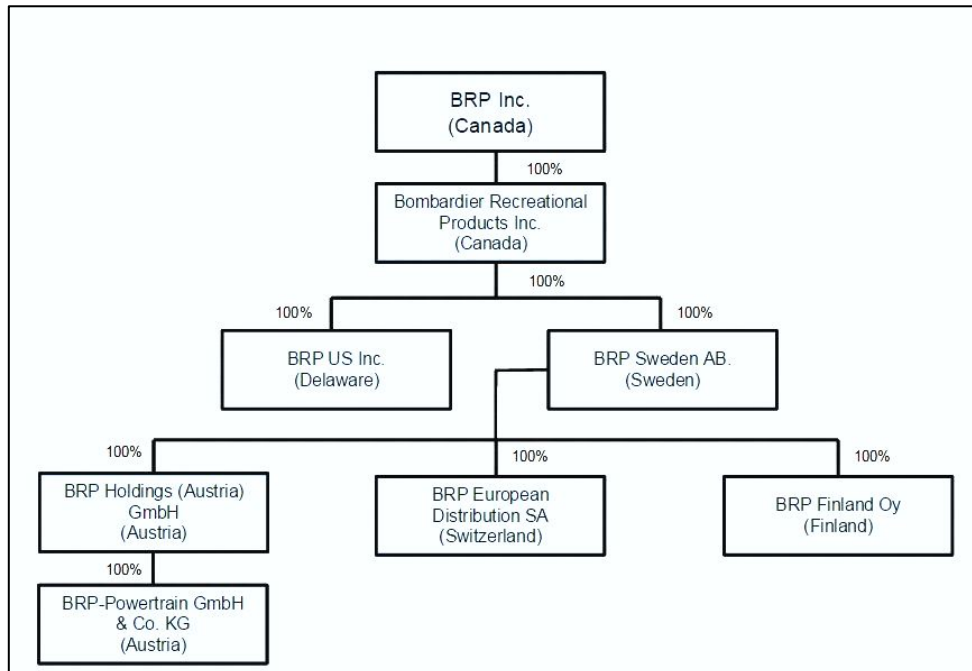 BRP Inc.
(Canada)
100%
Bombardier Recreational
Products Inc.
(Canada)
100%
100%
100%
BRP US Inc.
(Delaware)
BRP Sweden AB.
(Sweden)
100%
100%
100%
BRP Holdings (Austria)
GmbH
(Austria)
BRP European
Distribution SA
(Switzerland)
BRP Finland Oy
(Finland)
100%
BRP-Powertrain GmbH
& Co. KG
(Austria)